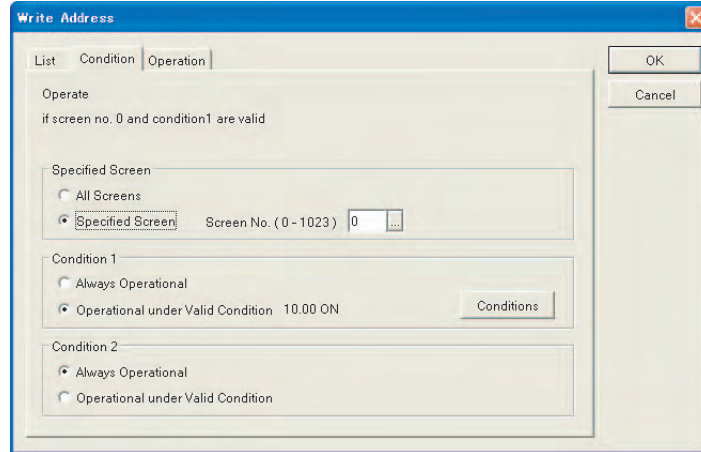 Write Address
List Condition Operation
OK
Cancel
Operate
if screen no. 0 and condition1 are valid
Specified Screen
All Screens
Specified Screen Screen No. ( 0 - 1023 ) 0 ...
Condition 1
Always Operational
Operational under Valid Condition 10.00 ON Conditions
Condition 2
Always Operational
Operational under Valid Condition